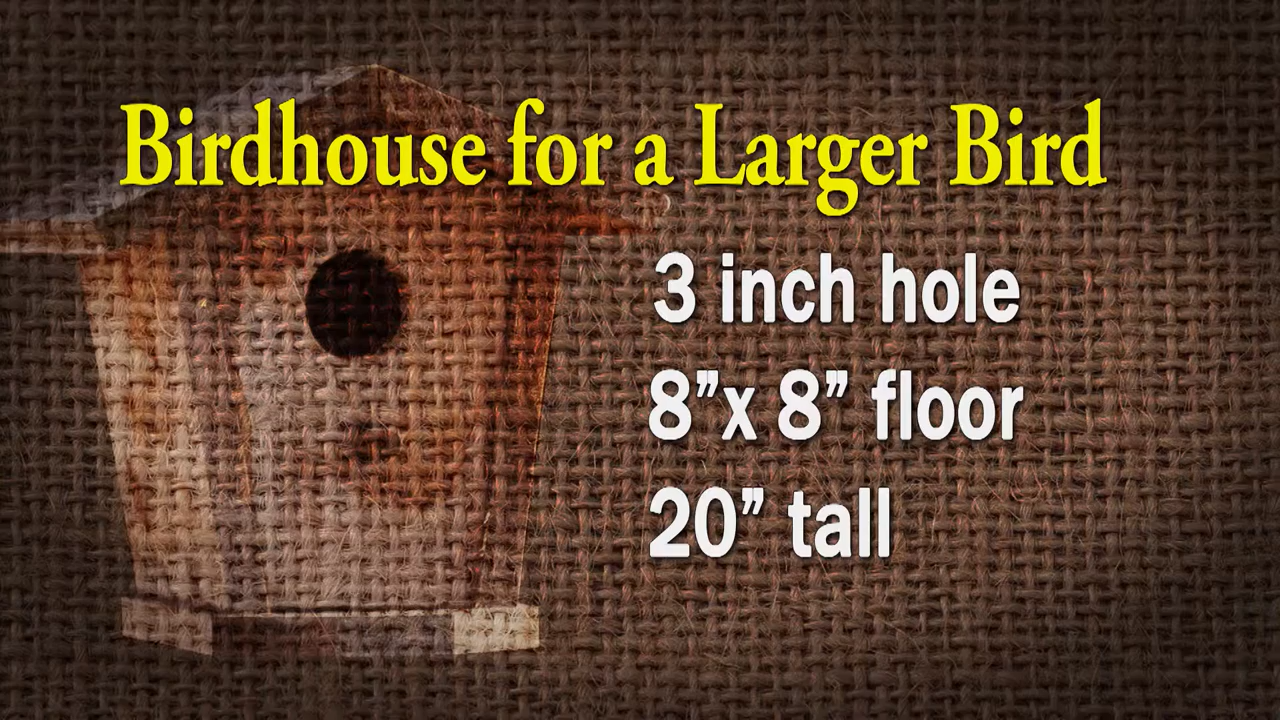 Birdhouse for a Larger Bird
3 inch hole
8”x 8” floor
20” tall